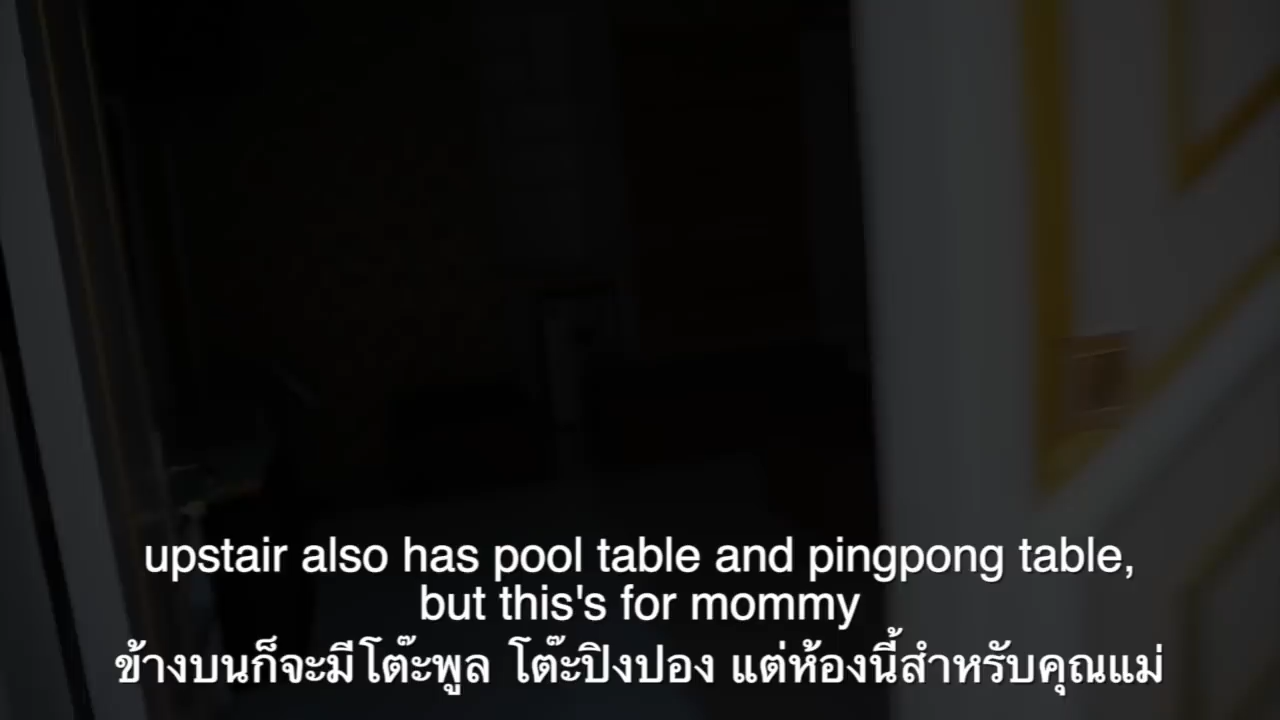 upstair also has pool table and pingpong table,
but this's for mommy
ข้างบนก็จะมีโต๊ะพูล โต๊ะปิงปอง แต่ห้องนี้สำหรับคุณแม่